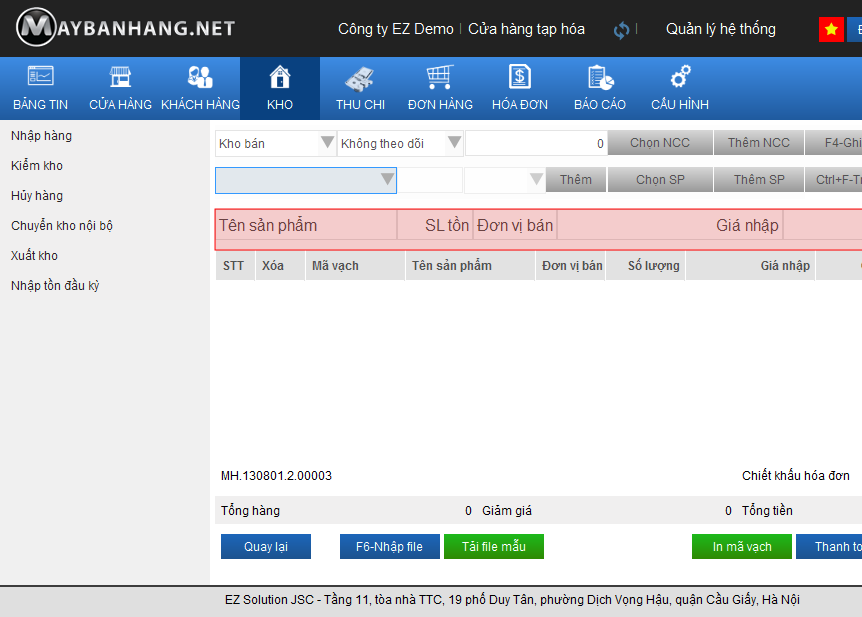 MAYBANHANG.NET Công ty EZ Demo Cửa hàng tạp hóa Quản lý hệ thống
BẢNG TIN CỬA HÀNG KHÁCH HÀNG KHO THU CHI ĐƠN HÀNG HÓA ĐƠN BÁO CÁO CẤU HÌNH
Nhập hàng
Kiểm kho
Hủy hàng
Chuyển kho nội bộ
Xuất kho
Nhập tồn đầu kỳ
Kho bán Không theo dõi 0 Chọn NCC Thêm NCC F4-Ghi
Thêm Chọn SP Thêm SP Ctrl+F-T
Tên sản phẩm SL tồn Đơn vị bán Giá nhập
STT Xóa Mã vạch Tên sản phẩm Đơn vị bán Số lượng Giá nhập
MH.130801.2.00003 Chiết khấu hóa đơn
Tổng hàng 0 Giảm giá 0 Tổng tiền
Quay lại F6-Nhập file Tải file mẫu In mã vạch Thanh to
EZ Solution JSC - Tầng 11, tòa nhà TTC, 19 phố Duy Tân, phường Dịch Vọng Hậu, quận Cầu Giấy, Hà Nội